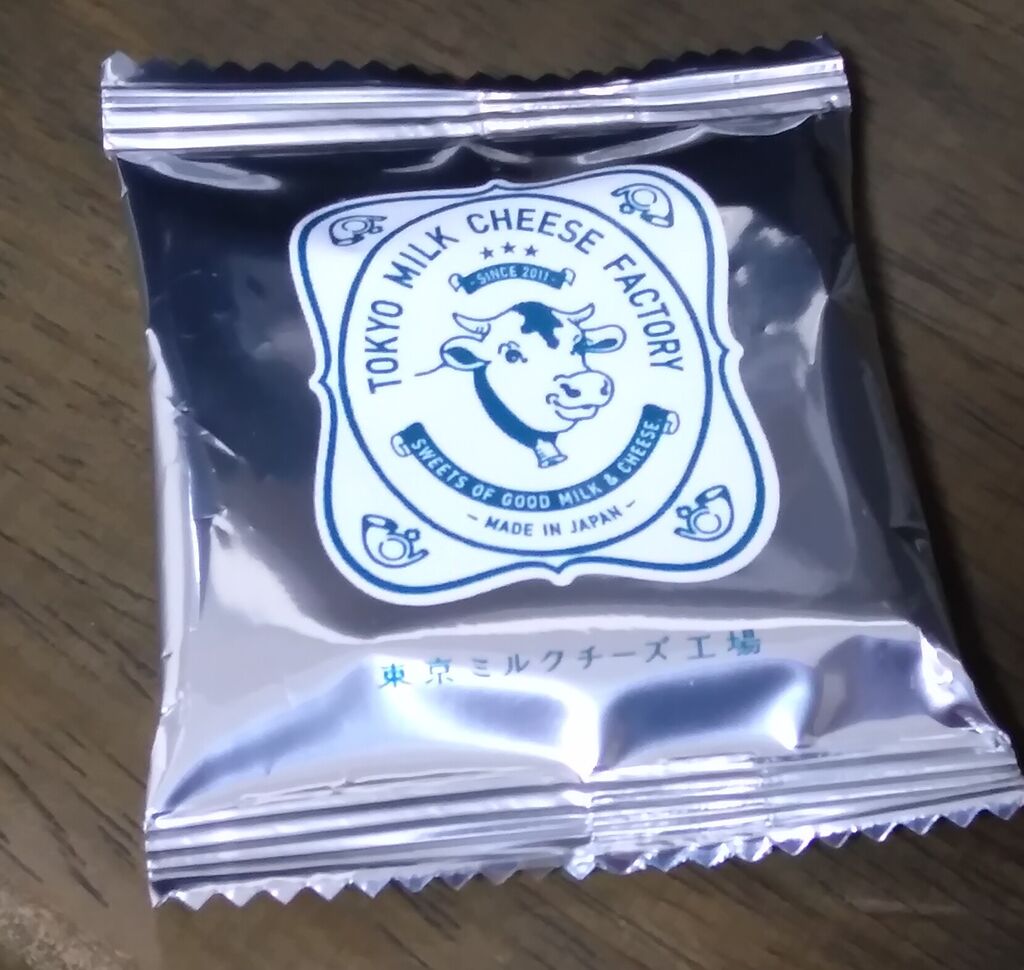 TOKYO MILK CHEESE FACTORY
SINCE 2011
SWEETS OF GOOD MILK & CHEESE
- MADE IN JAPAN -
東京ミルクチーズ工場